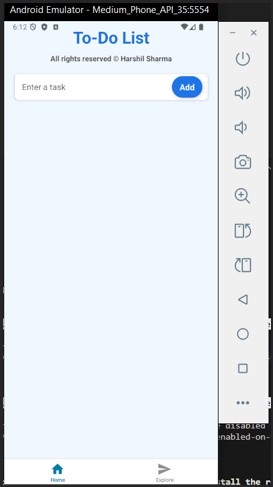 Android Emulator - Medium_Phone_API_35:5554
6:12
To-Do List
All rights reserved © Harshil Sharma
Enter a task
Add
Home
Explore
disabled
enabled-on-
tall the r